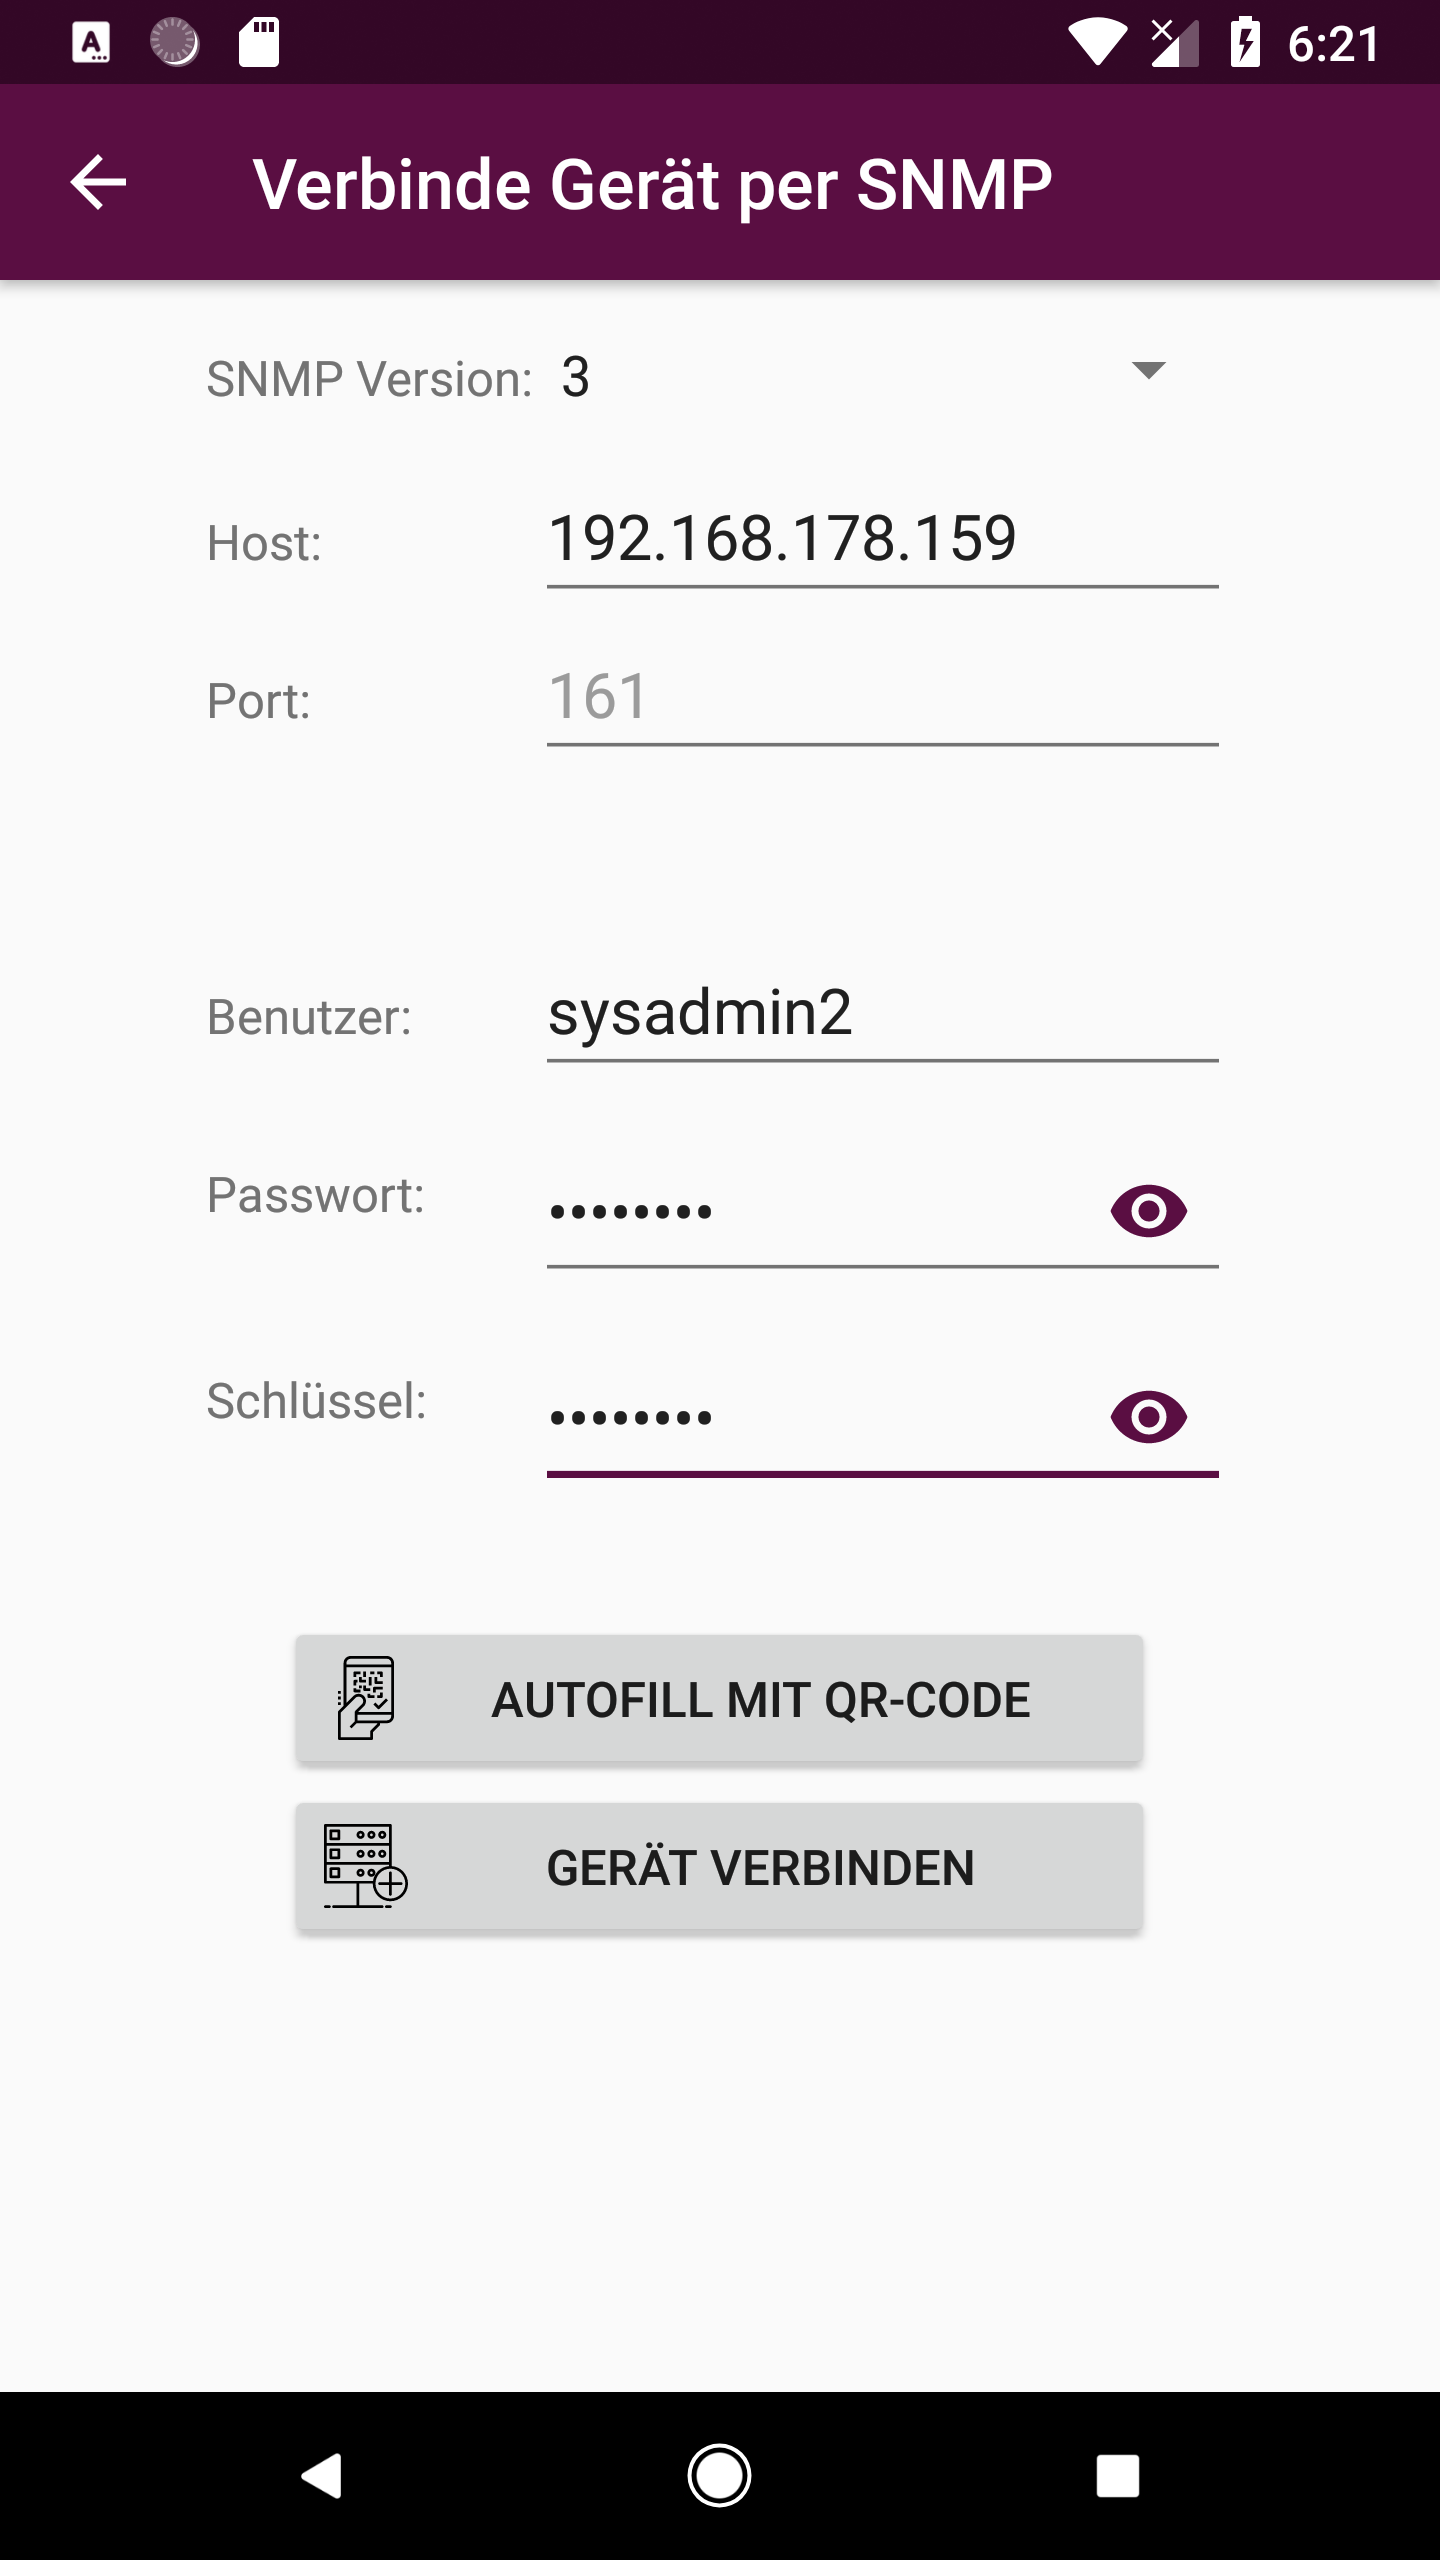 6:21
Verbinde Gerät per SNMP
SNMP Version: 3
Host: 192.168.178.159
Port: 161
Benutzer: sysadmin2
Passwort: ••••••••
Schlüssel: ••••••••
AUTOFILL MIT QR-CODE
GERÄT VERBINDEN